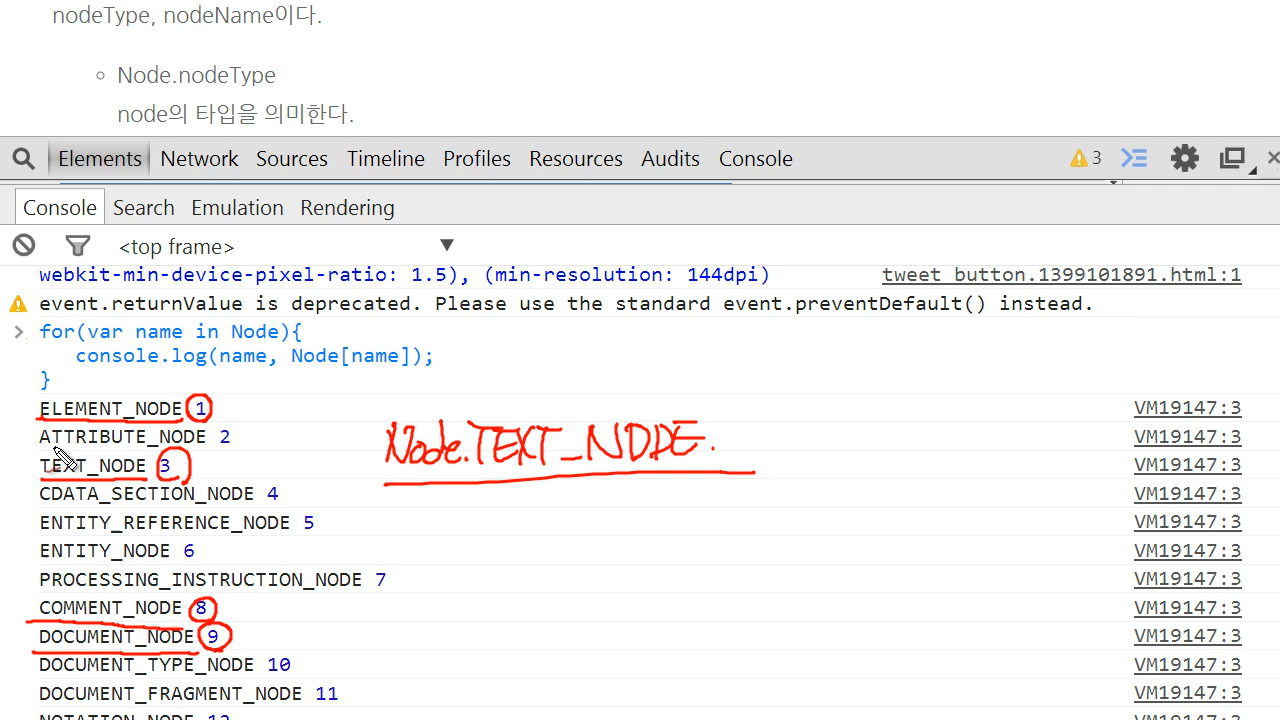 nodeType, nodeName이다.
Node.nodeType
node의 타입을 의미한다.
Elements Network Sources Timeline Profiles Resources Audits Console 3
Console Search Emulation Rendering
<top frame>
webkit-min-device-pixel-ratio: 1.5), (min-resolution: 144dpi) tweet_button.1399101891.html:1
event.returnValue is deprecated. Please use the standard event.preventDefault() instead.
for(var name in Node){
console.log(name, Node[name]);
}
ELEMENT_NODE 1 VM19147:3
ATTRIBUTE_NODE 2 VM19147:3
Node.TEXT_NODE.
TEXT_NODE 3 VM19147:3
CDATA_SECTION_NODE 4 VM19147:3
ENTITY_REFERENCE_NODE 5 VM19147:3
ENTITY_NODE 6 VM19147:3
PROCESSING_INSTRUCTION_NODE 7 VM19147:3
COMMENT_NODE 8 VM19147:3
DOCUMENT_NODE 9 VM19147:3
DOCUMENT_TYPE_NODE 10 VM19147:3
DOCUMENT_FRAGMENT_NODE 11 VM19147:3
NOTATION_NODE 12 VM19147:3